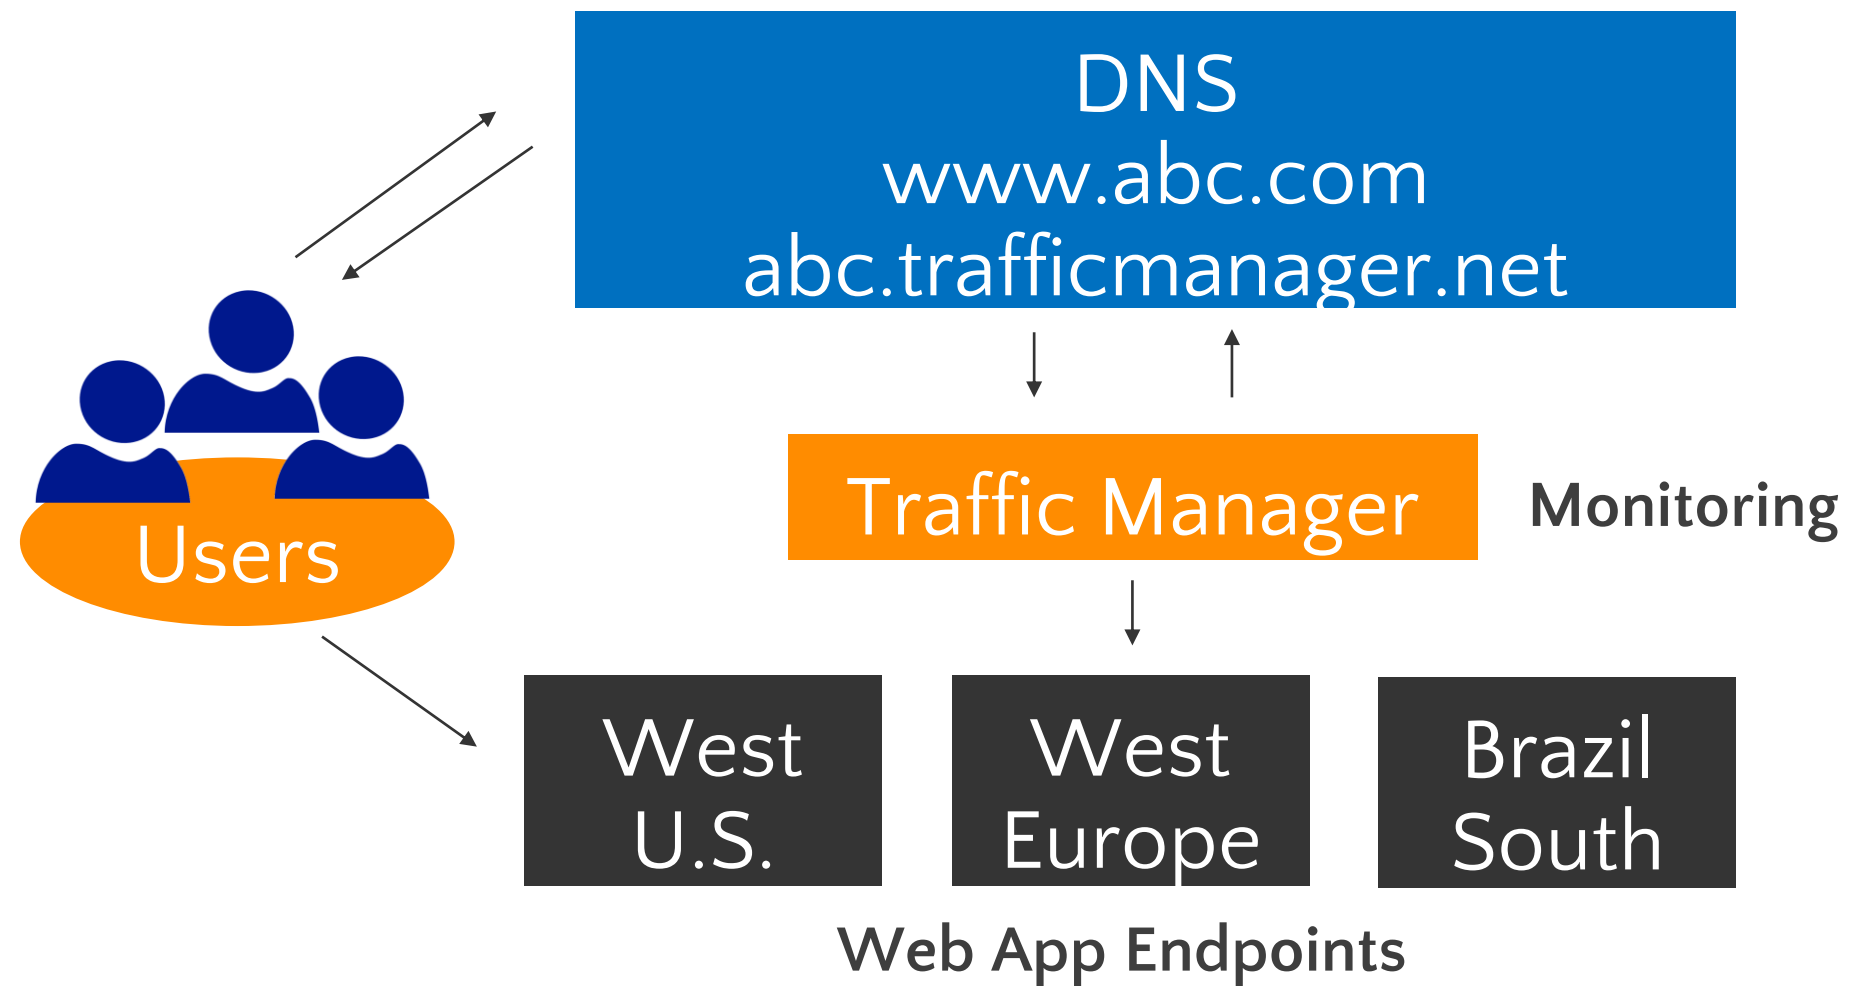 DNS
www.abc.com
abc.trafficmanager.net
Users
Traffic Manager
Monitoring
West
U.S.
West
Europe
Brazil
South
Web App Endpoints